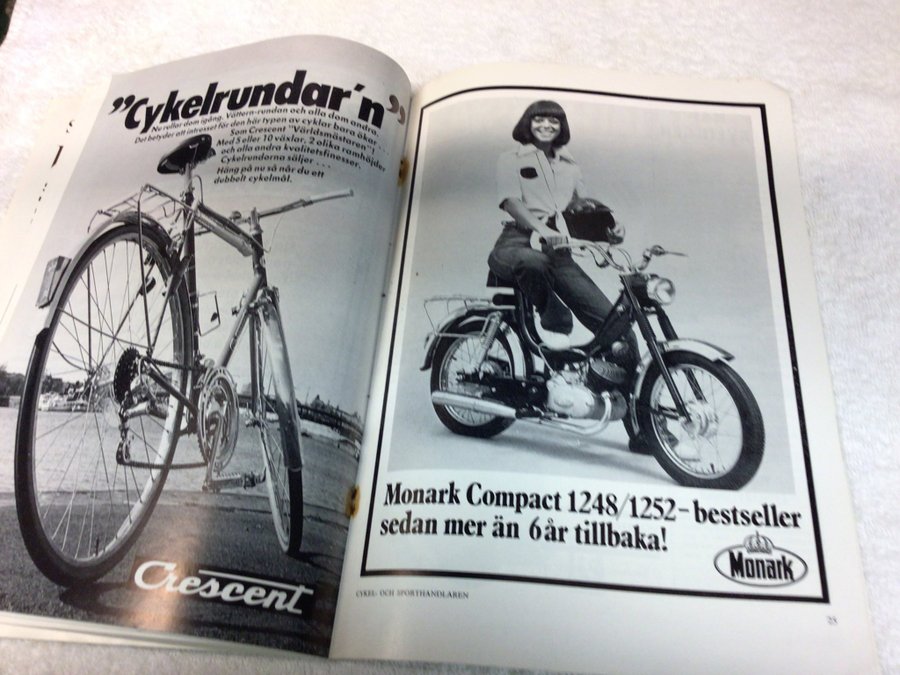 "Cykelrundar'n"
Nu rullar dom igång. Vättern-rundan och alla dom andra.
Det betyder att intresset för den här typen av cyklar bara ökar...
Som Crescent "Världsmästaren"!
Med 5 eller 10 växlar. 2 olika ramhöjder
och alla andra kvalitetsfinesser.
Cykelrunderna säljer...
Häng på nu så når du ett
dubbelt cykelmål.
Crescent
Monark Compact 1248/1252-bestseller
sedan mer än 6 år tillbaka!
Monark
CYKEL- OCH SPORTHANDLAREN
25